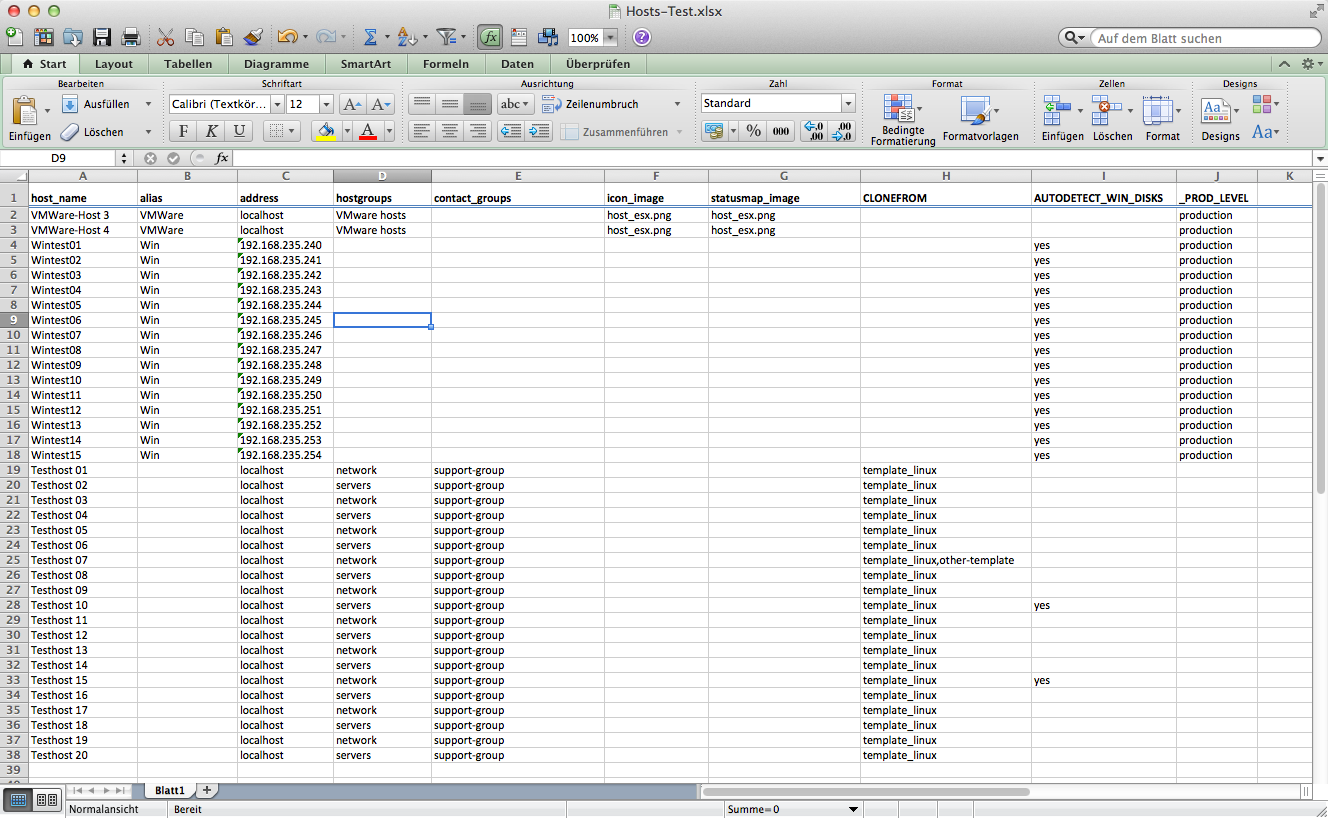 Hosts-Test.xlsx
100% Auf dem Blatt suchen
Start Layout Tabellen Diagramme SmartArt Formeln Daten Überprüfen
Bearbeiten Schriftart Ausrichtung Zahl Format Zellen Designs
Ausfüllen Calibri (Textkör... 12 A A abc Zeilenumbruch Standard
Einfügen Löschen F K U A Zusammenführen % 000 ,0 ,00 ,00 ,0 Bedingte Formatierung Formatvorlagen Einfügen Löschen Format Aa Designs Aa
D9 fx
A B C D E F G H I J K
1 host_name alias address hostgroups contact_groups icon_image statusmap_image CLONEFROM AUTODETECT_WIN_DISKS _PROD_LEVEL
2 VMWare-Host 3 VMWare localhost VMware hosts host_esx.png host_esx.png production
3 VMWare-Host 4 VMWare localhost VMware hosts host_esx.png host_esx.png production
4 Wintest01 Win 192.168.235.240 yes production
5 Wintest02 Win 192.168.235.241 yes production
6 Wintest03 Win 192.168.235.242 yes production
7 Wintest04 Win 192.168.235.243 yes production
8 Wintest05 Win 192.168.235.244 yes production
9 Wintest06 Win 192.168.235.245 yes production
10 Wintest07 Win 192.168.235.246 yes production
11 Wintest08 Win 192.168.235.247 yes production
12 Wintest09 Win 192.168.235.248 yes production
13 Wintest10 Win 192.168.235.249 yes production
14 Wintest11 Win 192.168.235.250 yes production
15 Wintest12 Win 192.168.235.251 yes production
16 Wintest13 Win 192.168.235.252 yes production
17 Wintest14 Win 192.168.235.253 yes production
18 Wintest15 Win 192.168.235.254 yes production
19 Testhost 01 localhost network support-group template_linux
20 Testhost 02 localhost servers support-group template_linux
21 Testhost 03 localhost network support-group template_linux
22 Testhost 04 localhost servers support-group template_linux
23 Testhost 05 localhost network support-group template_linux
24 Testhost 06 localhost servers support-group template_linux
25 Testhost 07 localhost network support-group template_linux,other-template
26 Testhost 08 localhost servers support-group template_linux
27 Testhost 09 localhost network support-group template_linux
28 Testhost 10 localhost servers support-group template_linux yes
29 Testhost 11 localhost network support-group template_linux
30 Testhost 12 localhost servers support-group template_linux
31 Testhost 13 localhost network support-group template_linux
32 Testhost 14 localhost servers support-group template_linux
33 Testhost 15 localhost network support-group template_linux yes
34 Testhost 16 localhost servers support-group template_linux
35 Testhost 17 localhost network support-group template_linux
36 Testhost 18 localhost servers support-group template_linux
37 Testhost 19 localhost network support-group template_linux
38 Testhost 20 localhost servers support-group template_linux
39
Blatt1
Normalansicht Bereit Summe=0